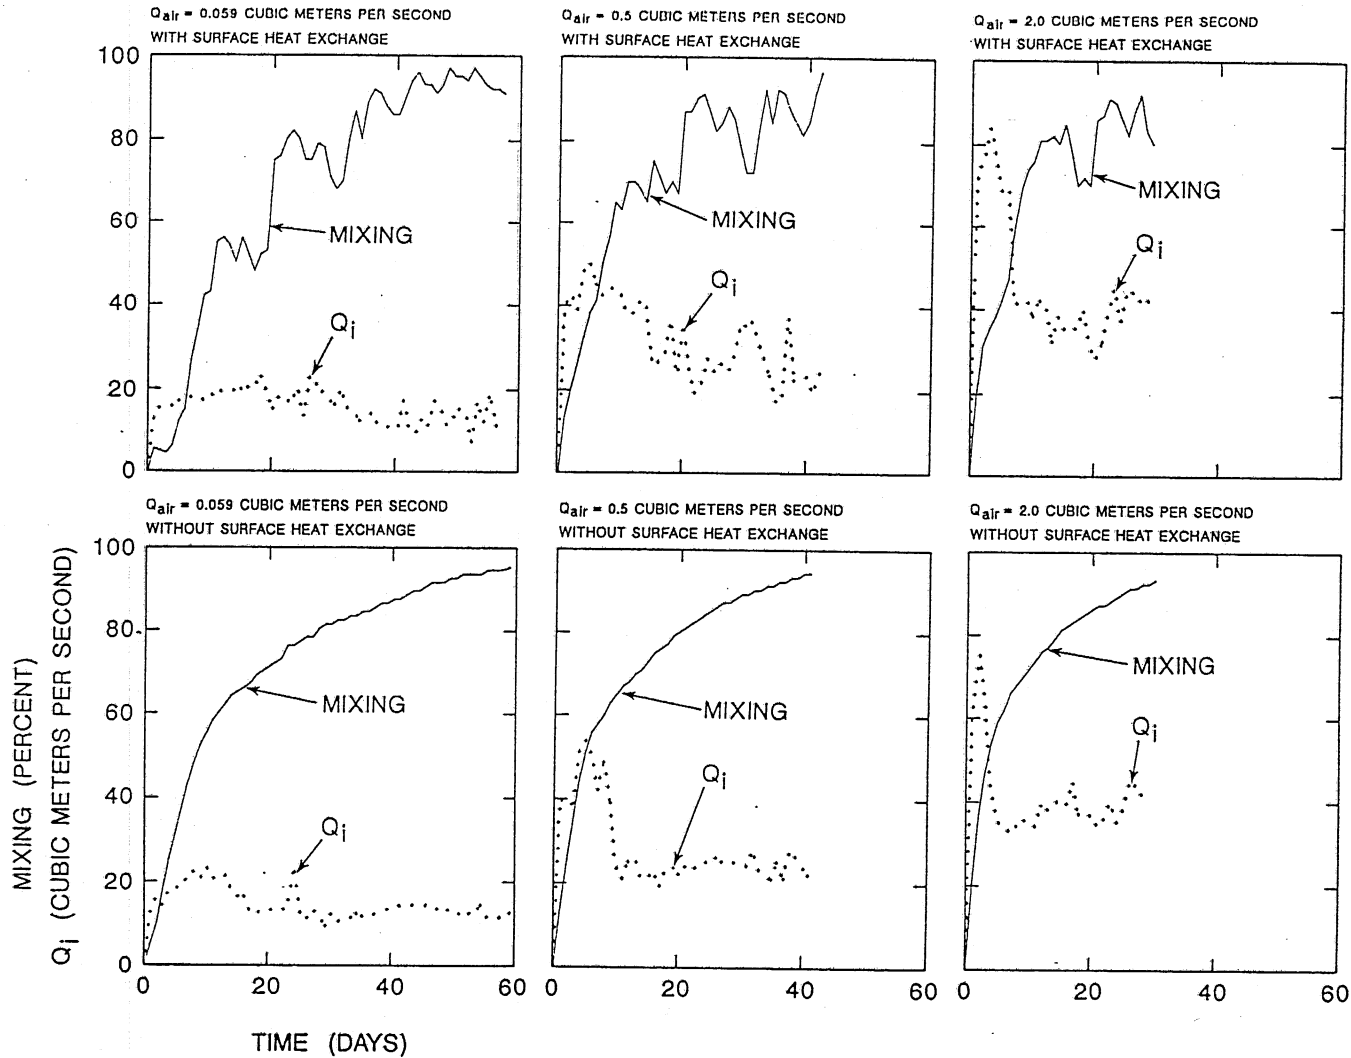 Qair = 0.059 CUBIC METERS PER SECOND
WITH SURFACE HEAT EXCHANGE
Qair = 0.5 CUBIC METERS PER SECOND
WITH SURFACE HEAT EXCHANGE
Qair = 2.0 CUBIC METERS PER SECOND
WITH SURFACE HEAT EXCHANGE
100
80
60
40
20
0
MIXING
Qi
MIXING
Qi
MIXING
Qi
Qair = 0.059 CUBIC METERS PER SECOND
WITHOUT SURFACE HEAT EXCHANGE
Qair = 0.5 CUBIC METERS PER SECOND
WITHOUT SURFACE HEAT EXCHANGE
Qair = 2.0 CUBIC METERS PER SECOND
WITHOUT SURFACE HEAT EXCHANGE
MIXING (PERCENT)
Qi (CUBIC METERS PER SECOND)
100
80
60
40
20
0
MIXING
Qi
MIXING
Qi
MIXING
Qi
0 20 40 60
0 20 40 60
0 20 40 60
TIME (DAYS)